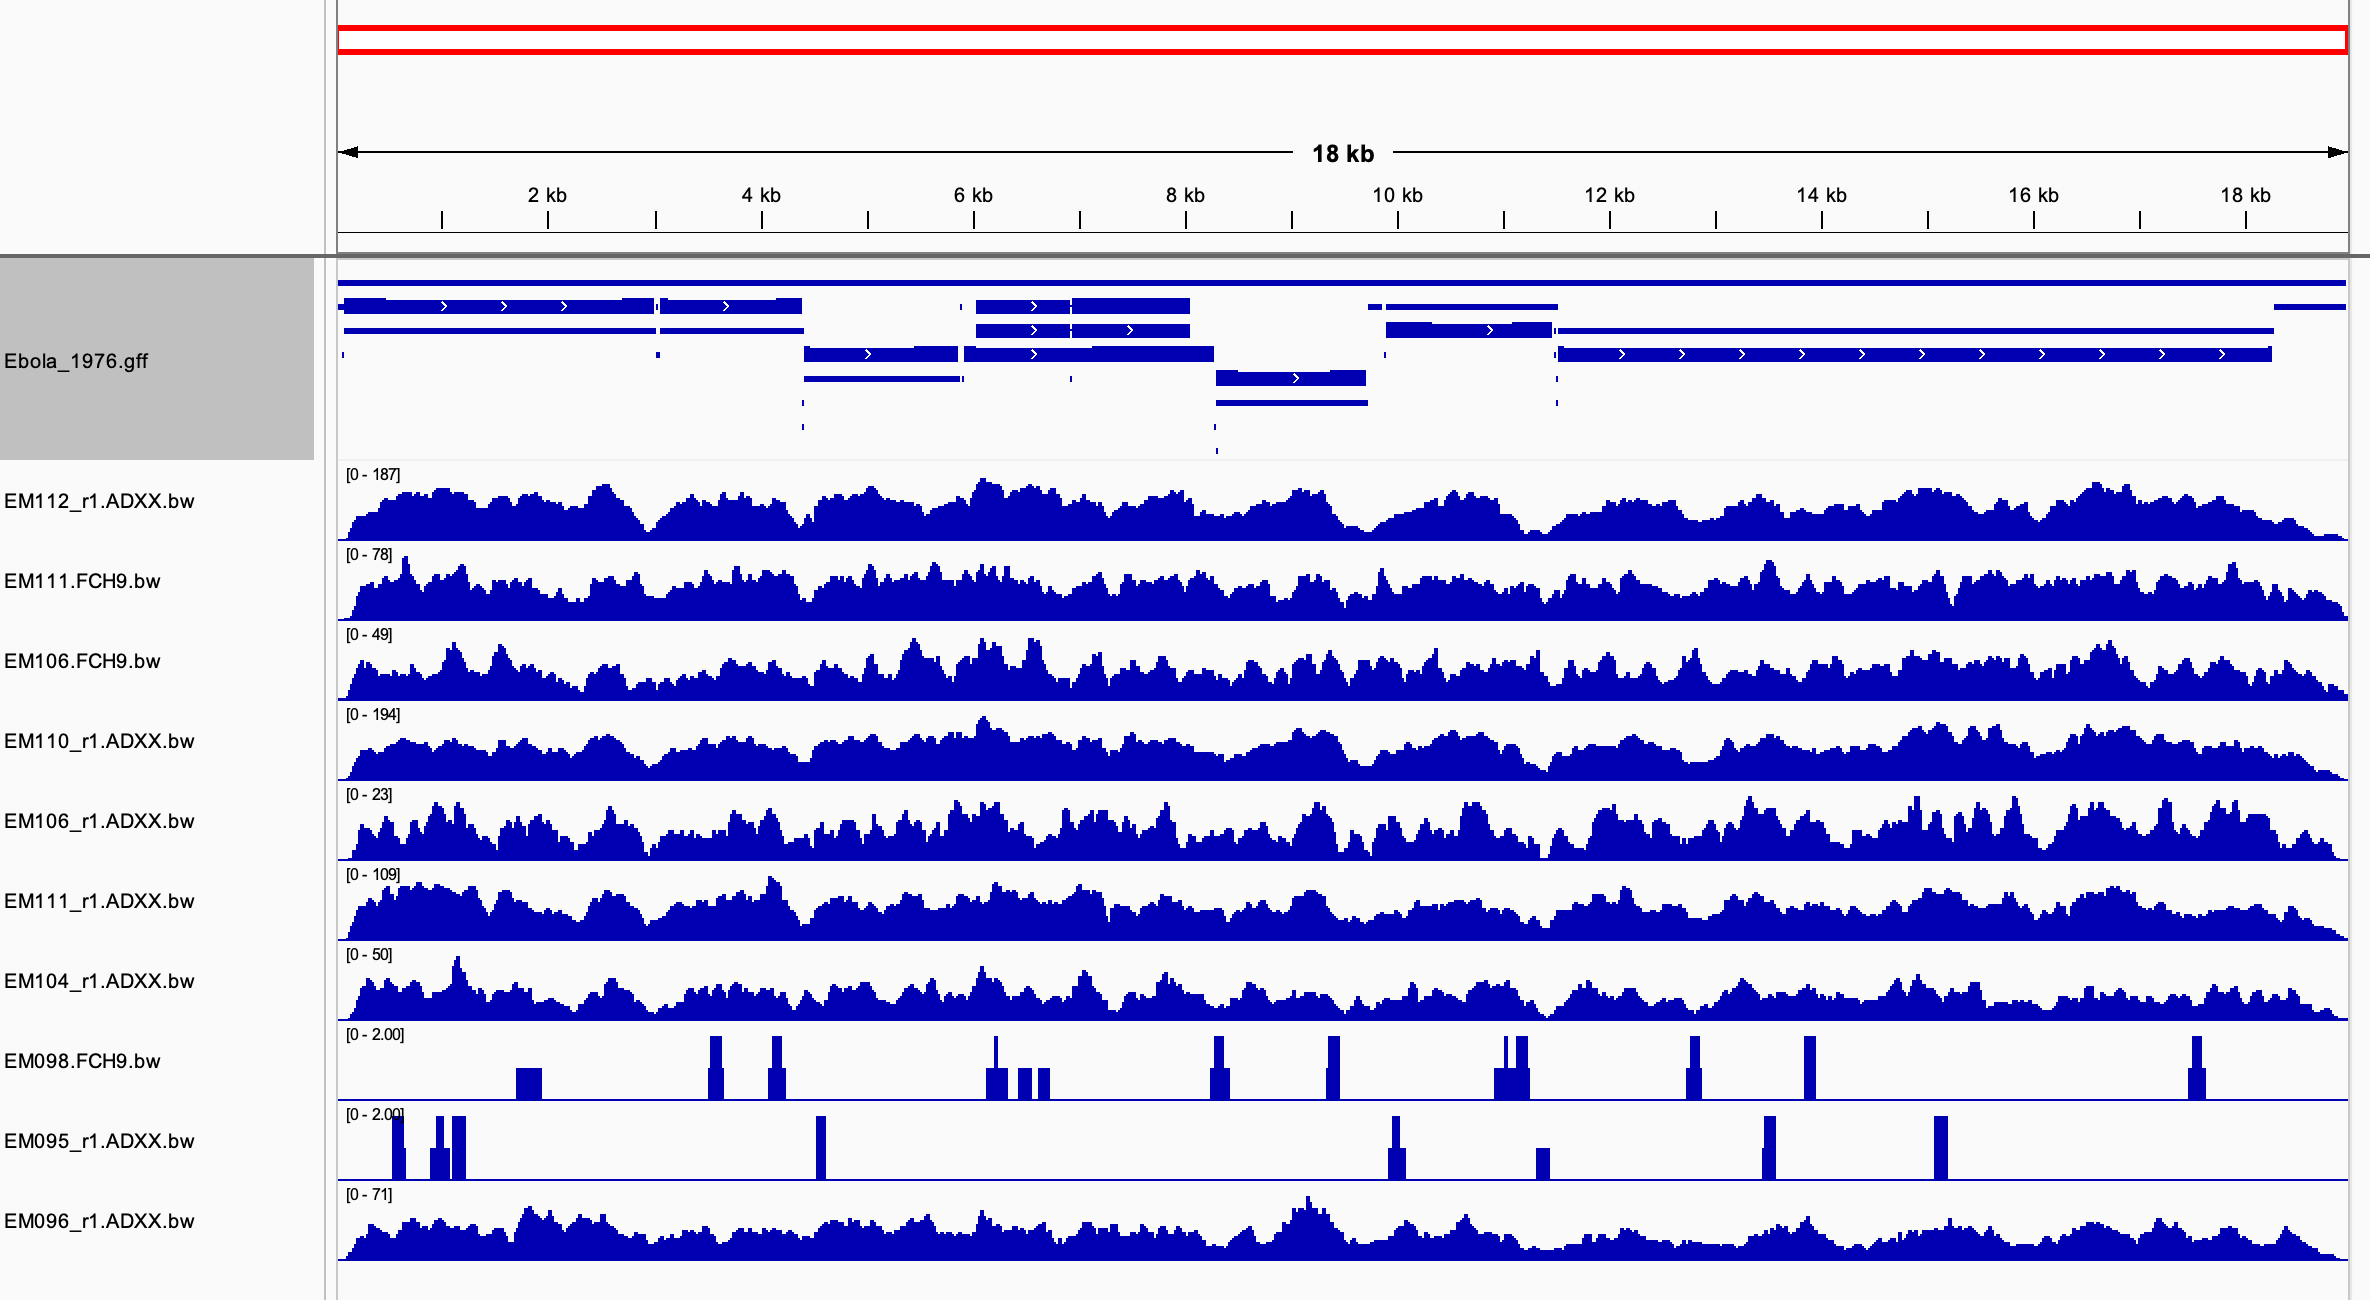 18 kb
2 kb 4 kb 6 kb 8 kb 10 kb 12 kb 14 kb 16 kb 18 kb
Ebola_1976.gff
[0 - 187]
EM112_r1.ADXX.bw
[0 - 78]
EM111.FCH9.bw
[0 - 49]
EM106.FCH9.bw
[0 - 194]
EM110_r1.ADXX.bw
[0 - 23]
EM106_r1.ADXX.bw
[0 - 109]
EM111_r1.ADXX.bw
[0 - 50]
EM104_r1.ADXX.bw
[0 - 2.00]
EM098.FCH9.bw
[0 - 2.00]
EM095_r1.ADXX.bw
[0 - 71]
EM096_r1.ADXX.bw